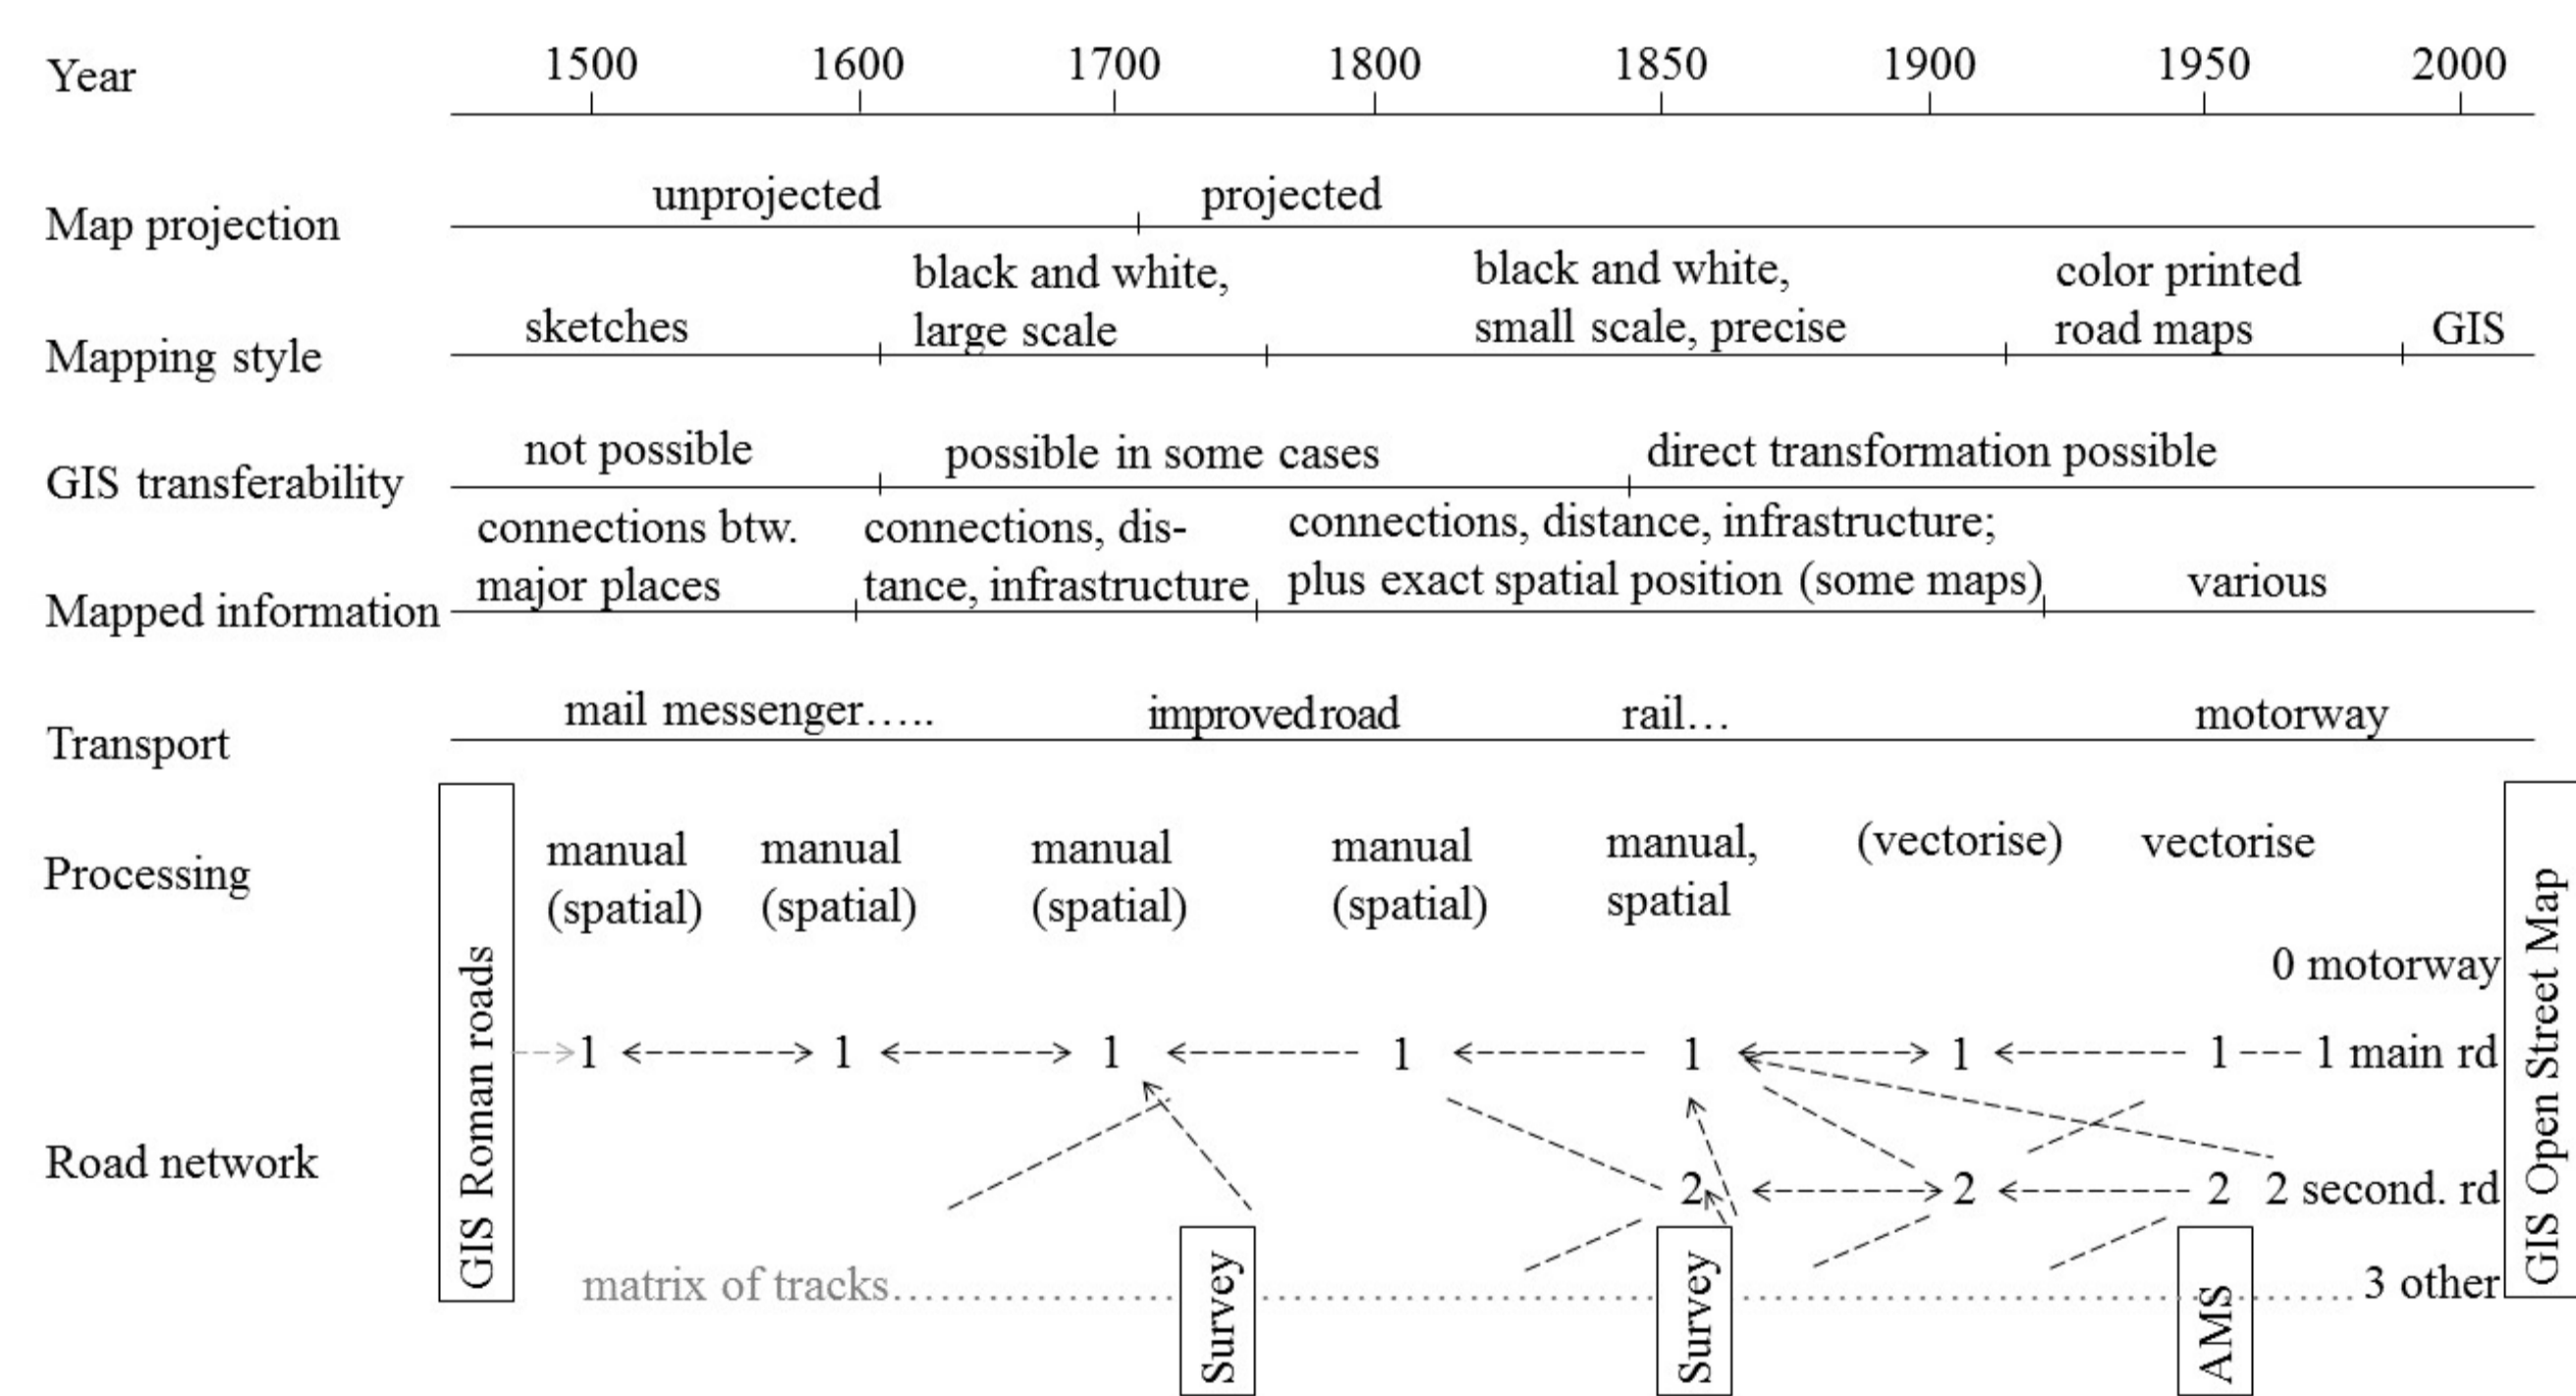 Year 1500 1600 1700 1800 1850 1900 1950 2000
Map projection unprojected projected
black and white, black and white, color printed
Mapping style sketches large scale small scale, precise road maps GIS
GIS transferability not possible possible in some cases direct transformation possible
connections btw. connections, dis- connections, distance, infrastructure;
Mapped information major places tance, infrastructure plus exact spatial position (some maps) various
Transport mail messenger..... improved road rail... motorway
Processing manual manual manual manual manual, (vectorise) vectorise
(spatial) (spatial) (spatial) (spatial) spatial
0 motorway
1 1 1 1 1 1 1 1 main rd
Road network
2 2 2 2 second. rd
matrix of tracks 3 other
GIS Roman roads
Survey
Survey
AMS
GIS Open Street Map